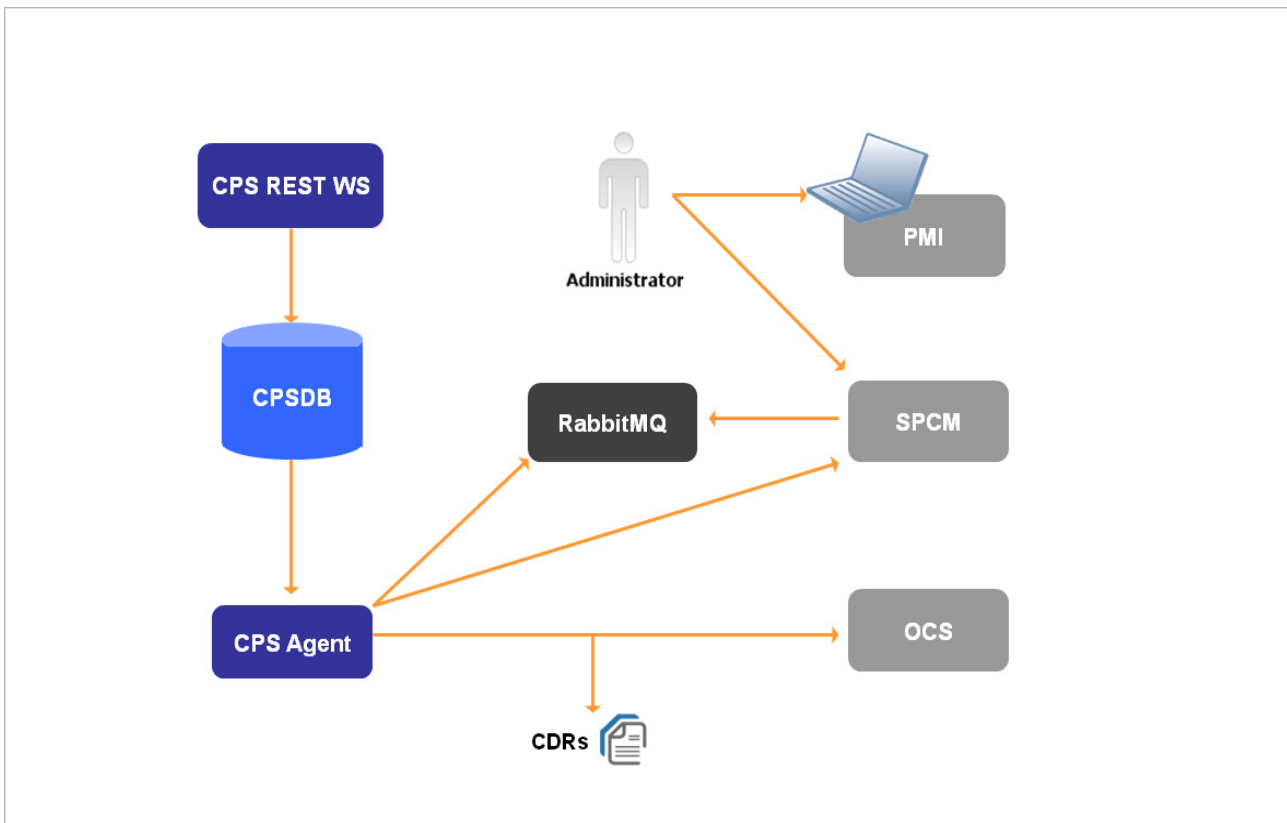 CPS REST WS
Administrator
PMI
CPSDB
RabbitMQ
SPCM
CPS Agent
OCS
CDRs